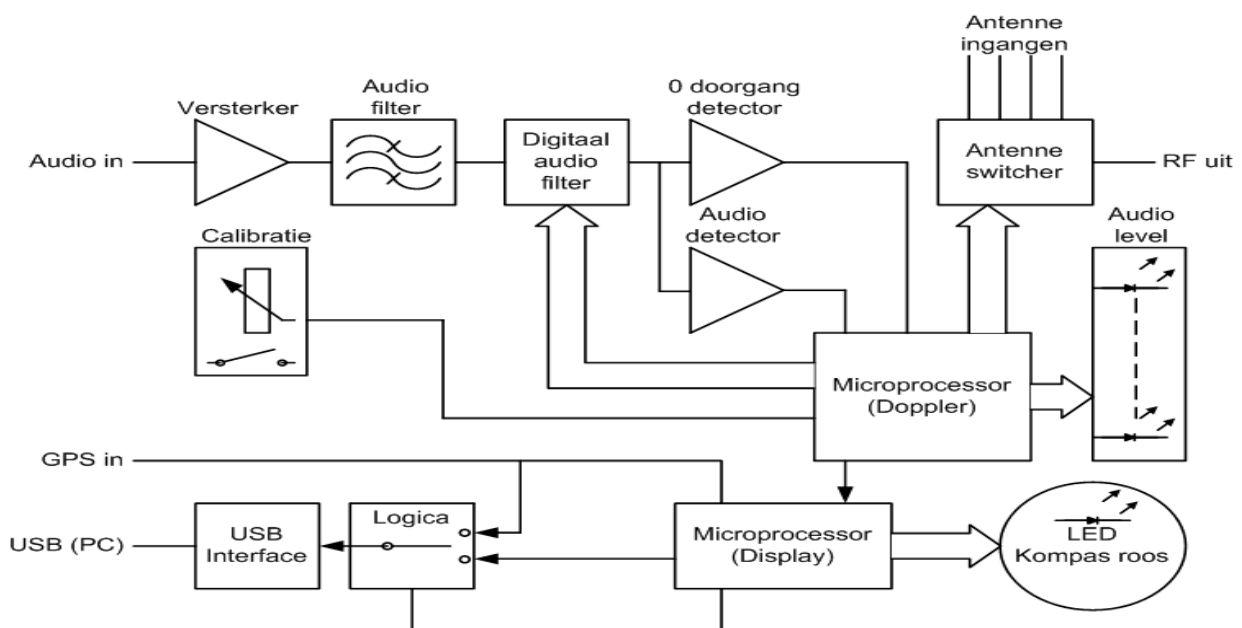 Antenne
ingangen
Audio
filter
0 doorgang
detector
Versterker
Digitaal
audio
filter
Antenne
switcher
Audio in
RF uit
Calibratie
Audio
detector
Audio
level
Microprocessor
(Doppler)
GPS in
Logica
USB (PC)
USB
Interface
Microprocessor
(Display)
LED
Kompas roos